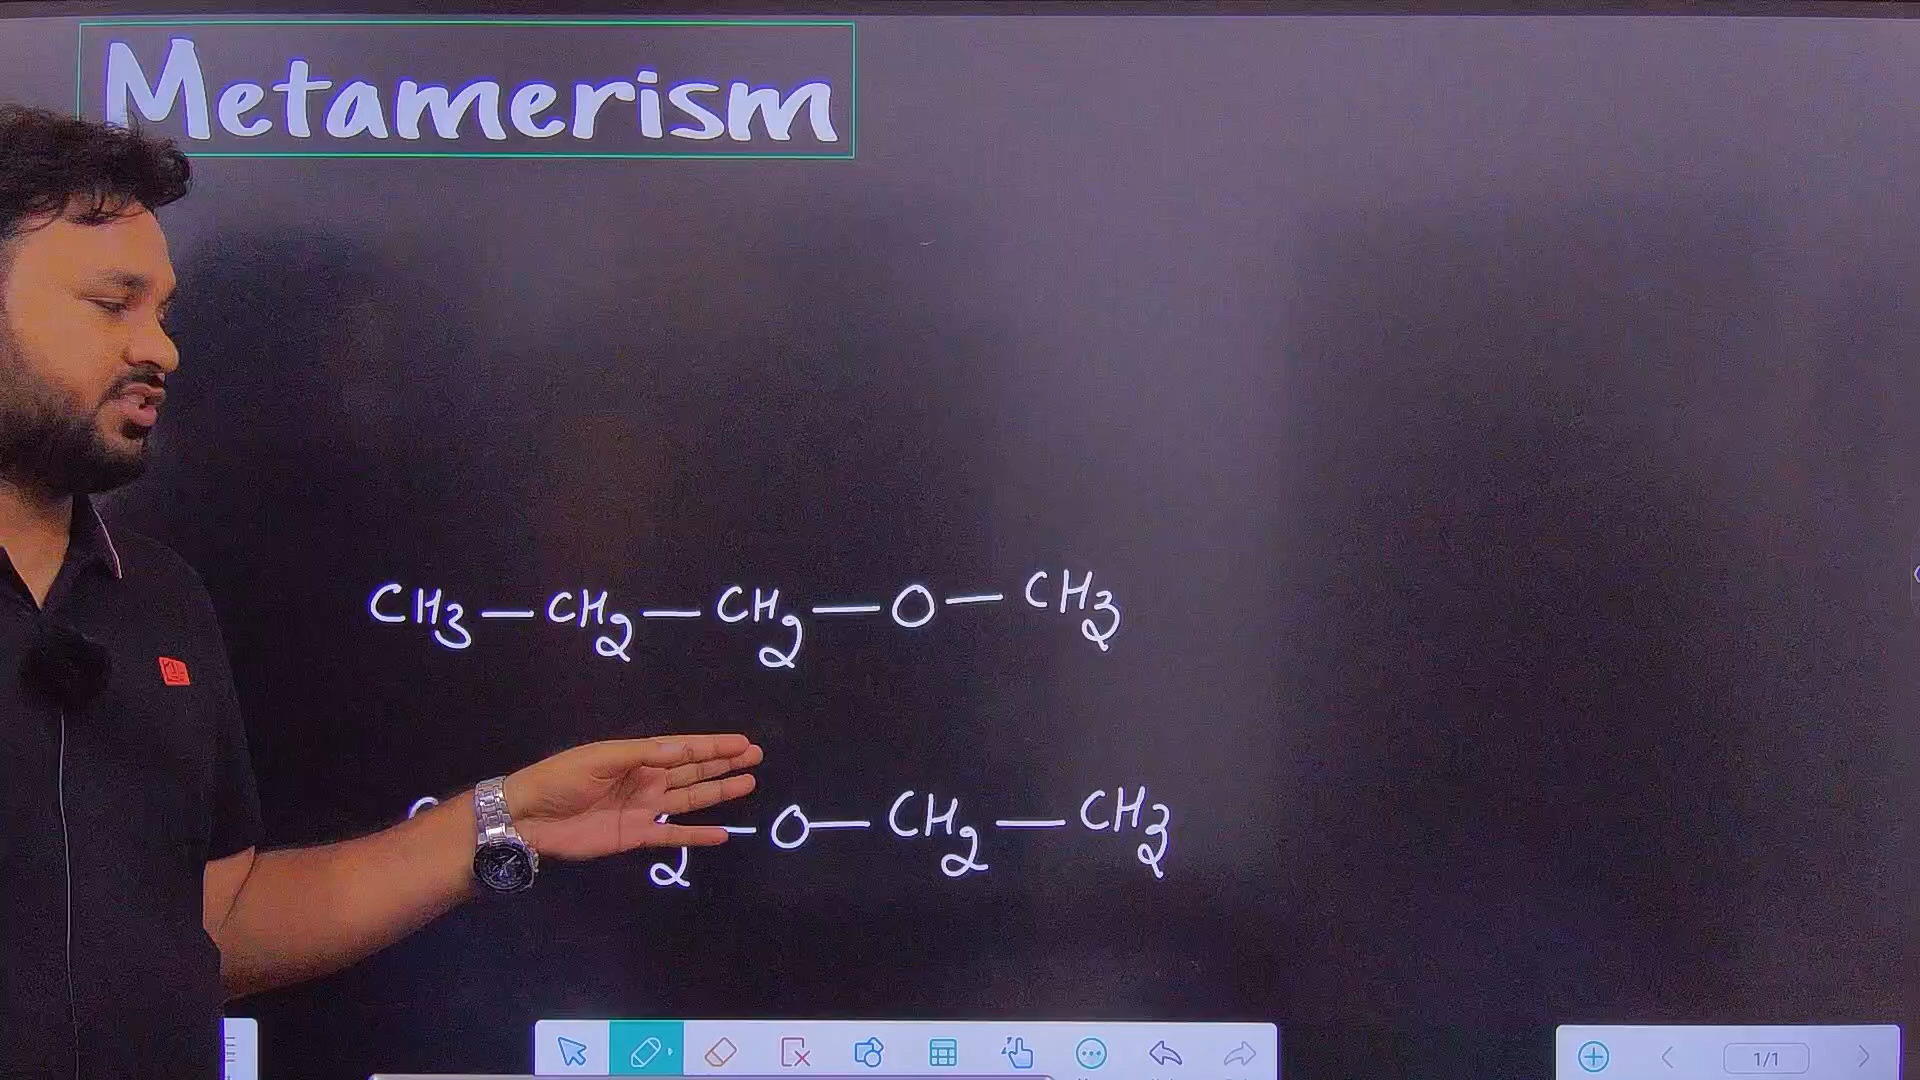 Metamerism
CH3 — CH2 — CH2 — O — CH3
2 — O — CH2 — CH3
1/1